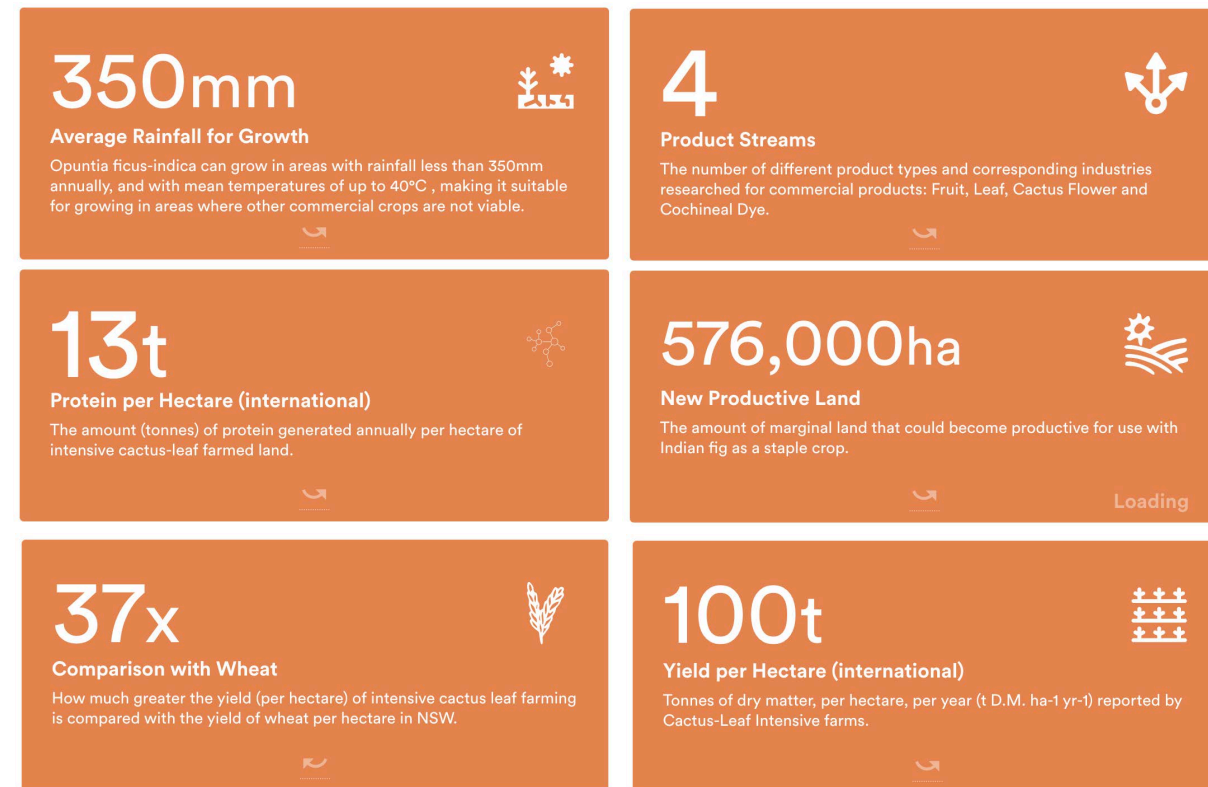 350mm
Average Rainfall for Growth
Opuntia ficus-indica can grow in areas with rainfall less than 350mm
annually, and with mean temperatures of up to 40°C , making it suitable
for growing in areas where other commercial crops are not viable.
4
Product Streams
The number of different product types and corresponding industries
researched for commercial products: Fruit, Leaf, Cactus Flower and
Cochineal Dye.
13t
Protein per Hectare (international)
The amount (tonnes) of protein generated annually per hectare of
intensive cactus-leaf farmed land.
576,000ha
New Productive Land
The amount of marginal land that could become productive for use with
Indian fig as a staple crop.
Loading
37x
Comparison with Wheat
How much greater the yield (per hectare) of intensive cactus leaf farming
is compared with the yield of wheat per hectare in NSW.
100t
Yield per Hectare (international)
Tonnes of dry matter, per hectare, per year (t D.M. ha-1 yr-1) reported by
Cactus-Leaf Intensive farms.